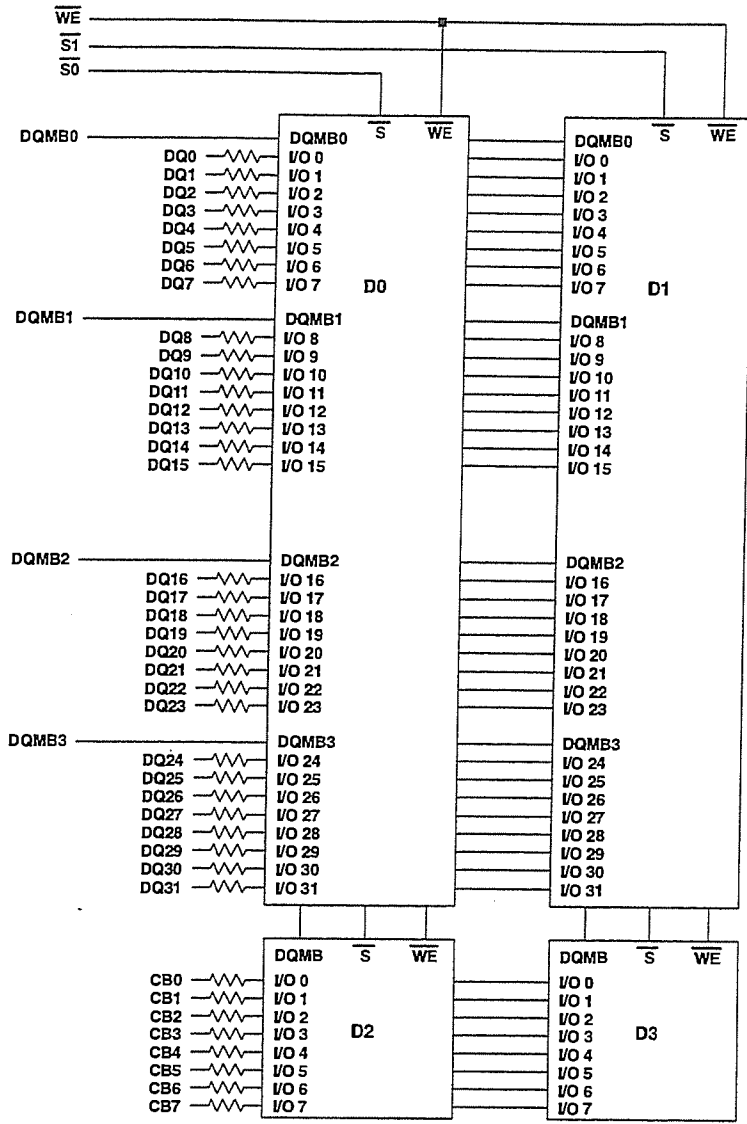 WE
S1
S0
S WE S WE
DQMB0 DQMB0 DQMB0
DQ0 I/O 0 I/O 0
DQ1 I/O 1 I/O 1
DQ2 I/O 2 I/O 2
DQ3 I/O 3 I/O 3
DQ4 I/O 4 I/O 4
DQ5 I/O 5 I/O 5
DQ6 I/O 6 I/O 6
DQ7 I/O 7 D0 I/O 7 D1
DQMB1 DQMB1 DQMB1
DQ8 I/O 8 I/O 8
DQ9 I/O 9 I/O 9
DQ10 I/O 10 I/O 10
DQ11 I/O 11 I/O 11
DQ12 I/O 12 I/O 12
DQ13 I/O 13 I/O 13
DQ14 I/O 14 I/O 14
DQ15 I/O 15 I/O 15
DQMB2 DQMB2 DQMB2
DQ16 I/O 16 I/O 16
DQ17 I/O 17 I/O 17
DQ18 I/O 18 I/O 18
DQ19 I/O 19 I/O 19
DQ20 I/O 20 I/O 20
DQ21 I/O 21 I/O 21
DQ22 I/O 22 I/O 22
DQ23 I/O 23 I/O 23
DQMB3 DQMB3 DQMB3
DQ24 I/O 24 I/O 24
DQ25 I/O 25 I/O 25
DQ26 I/O 26 I/O 26
DQ27 I/O 27 I/O 27
DQ28 I/O 28 I/O 28
DQ29 I/O 29 I/O 29
DQ30 I/O 30 I/O 30
DQ31 I/O 31 I/O 31
DQMB S WE DQMB S WE
CB0 I/O 0 I/O 0
CB1 I/O 1 I/O 1
CB2 I/O 2 I/O 2
CB3 I/O 3 D2 I/O 3 D3
CB4 I/O 4 I/O 4
CB5 I/O 5 I/O 5
CB6 I/O 6 I/O 6
CB7 I/O 7 I/O 7